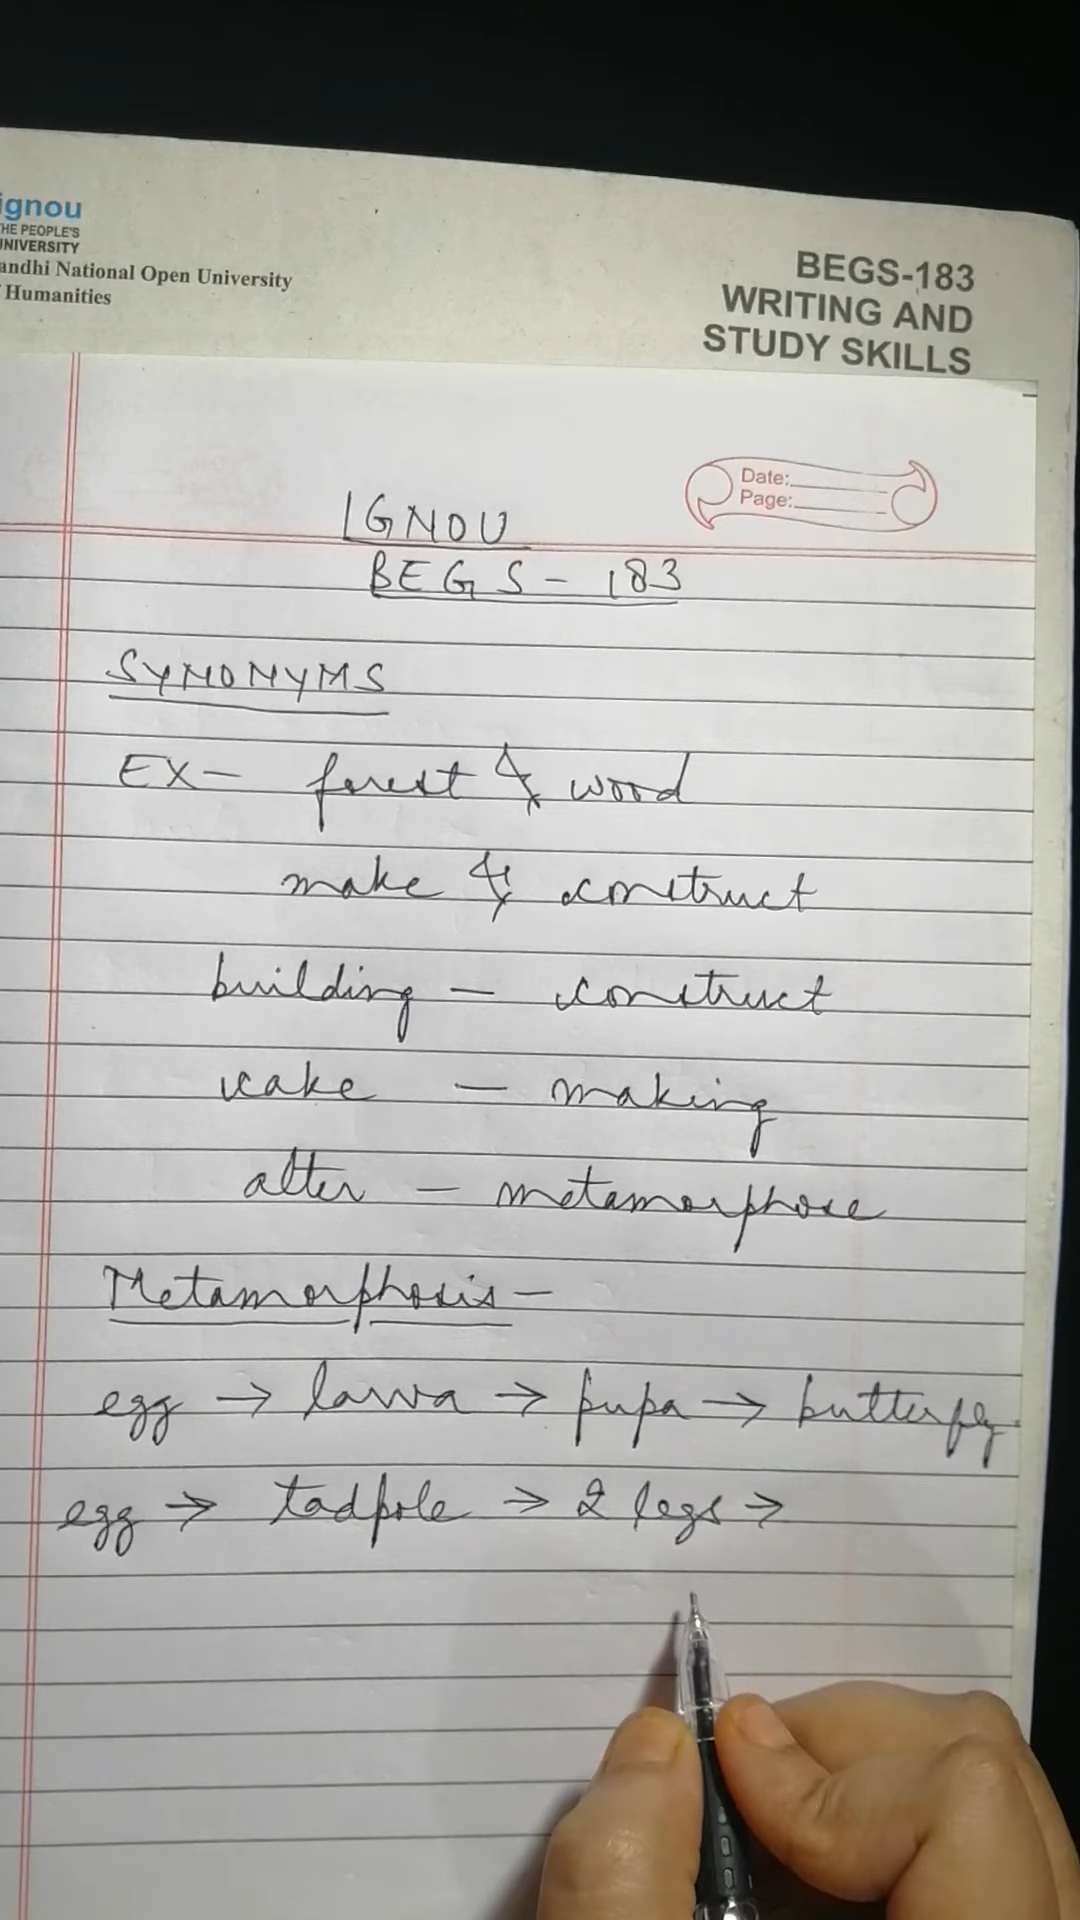 ignou
HE PEOPLE'S
UNIVERSITY
andhi National Open University
Humanities
BEGS-183
WRITING AND
STUDY SKILLS
Date:
Page:
IGNOU
BEGS - 183
SYNONYMS
EX- forest & wood
make & construct
building - construct
cake - making
alter - metamorphose
Metamorphosis -
egg → larva → pupa → butterfly
egg → tadpole → 2 legs →